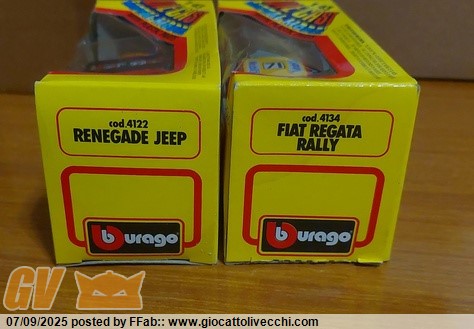 cod.4122
RENEGADE JEEP
burago
cod.4134
FIAT REGATA
RALLY
burago
GV
07/09/2025 posted by FFab:: www.giocattolivecchi.com